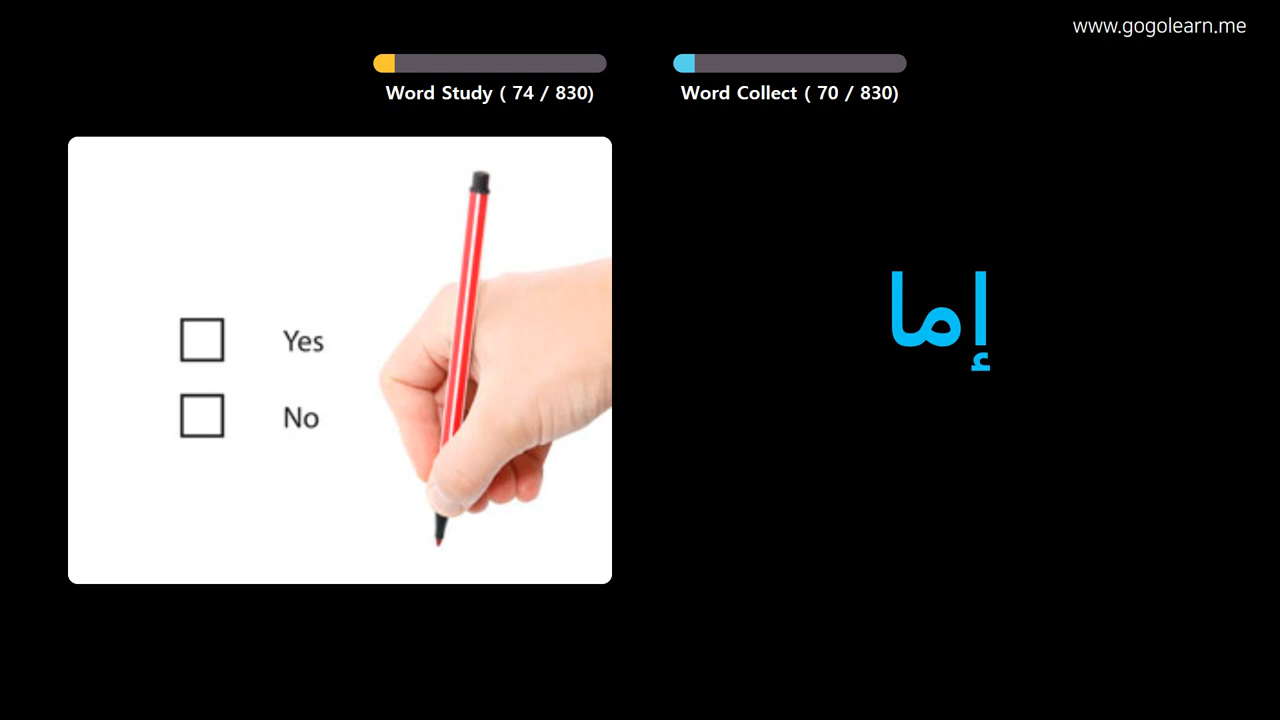 www.gogolearn.me
Word Study ( 74 / 830)
Word Collect ( 70 / 830)
Yes
No
إما